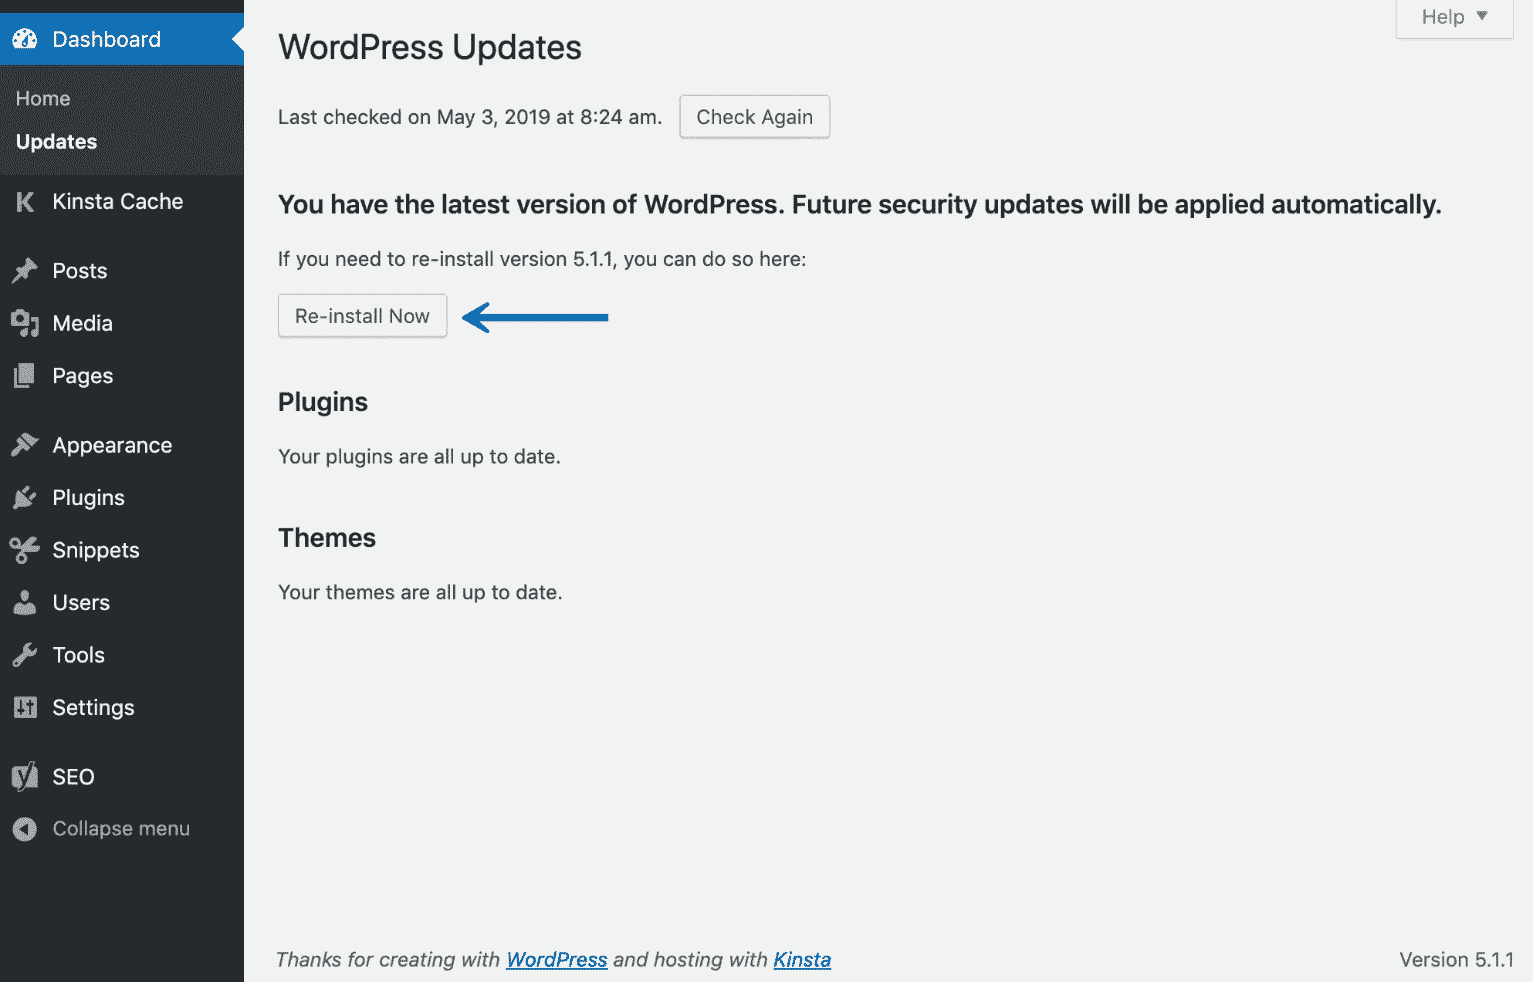 Dashboard
Home
Updates
Kinsta Cache
Posts
Media
Pages
Appearance
Plugins
Snippets
Users
Tools
Settings
SEO
Collapse menu
Help
WordPress Updates
Last checked on May 3, 2019 at 8:24 am. Check Again
You have the latest version of WordPress. Future security updates will be applied automatically.
If you need to re-install version 5.1.1, you can do so here:
Re-install Now
Plugins
Your plugins are all up to date.
Themes
Your themes are all up to date.
Thanks for creating with WordPress and hosting with Kinsta
Version 5.1.1